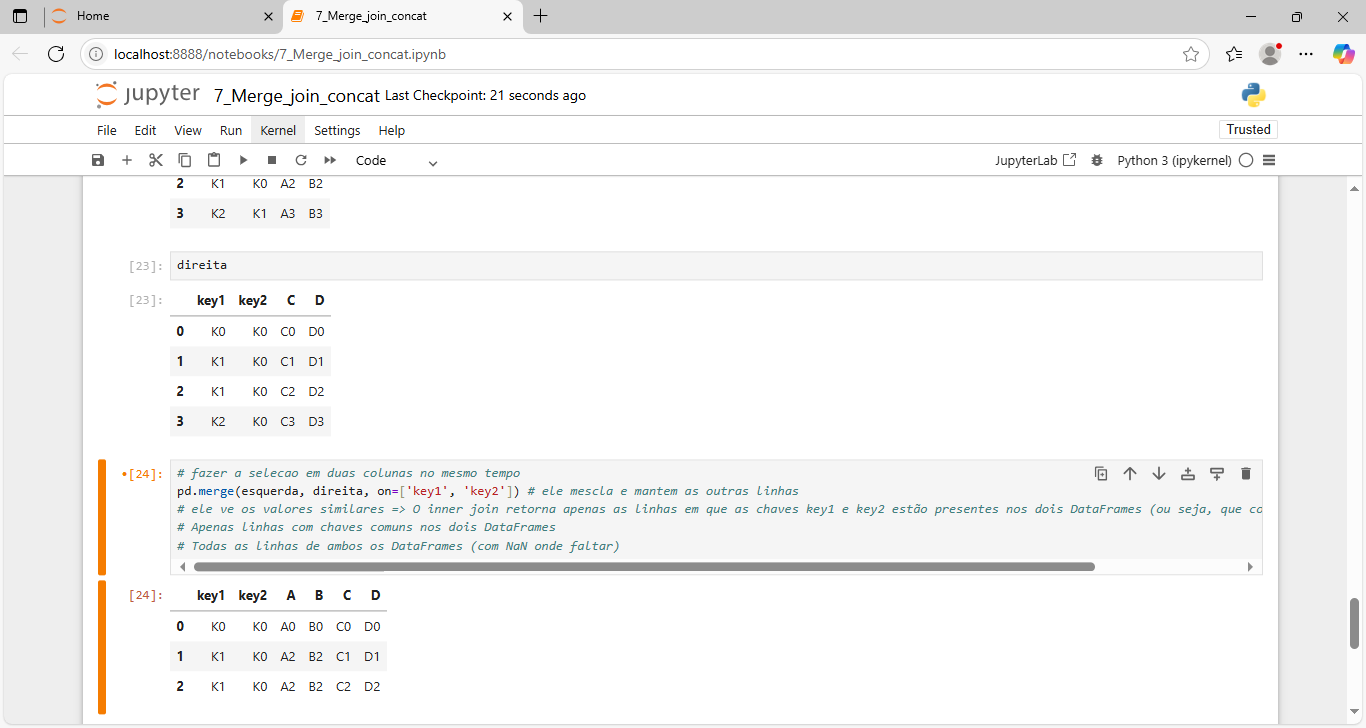 Home
7_Merge_join_concat
localhost:8888/notebooks/7_Merge_join_concat.ipynb
jupyter 7_Merge_join_concat Last Checkpoint: 21 seconds ago
File Edit View Run Kernel Settings Help
Trusted
Code
JupyterLab
Python 3 (ipykernel)
2 K1 K0 A2 B2
3 K2 K1 A3 B3
[23]: direita
[23]: key1 key2 C D
0 K0 K0 C0 D0
1 K1 K0 C1 D1
2 K1 K0 C2 D2
3 K2 K0 C3 D3
•[24]: # fazer a selecao em duas colunas no mesmo tempo
pd.merge(esquerda, direita, on=['key1', 'key2']) # ele mescla e mantem as outras linhas
# ele ve os valores similares => O inner join retorna apenas as linhas em que as chaves key1 e key2 estão presentes nos dois DataFrames (ou seja, que co
# Apenas linhas com chaves comuns nos dois DataFrames
# Todas as linhas de ambos os DataFrames (com NaN onde faltar)
[24]: key1 key2 A B C D
0 K0 K0 A0 B0 C0 D0
1 K1 K0 A2 B2 C1 D1
2 K1 K0 A2 B2 C2 D2